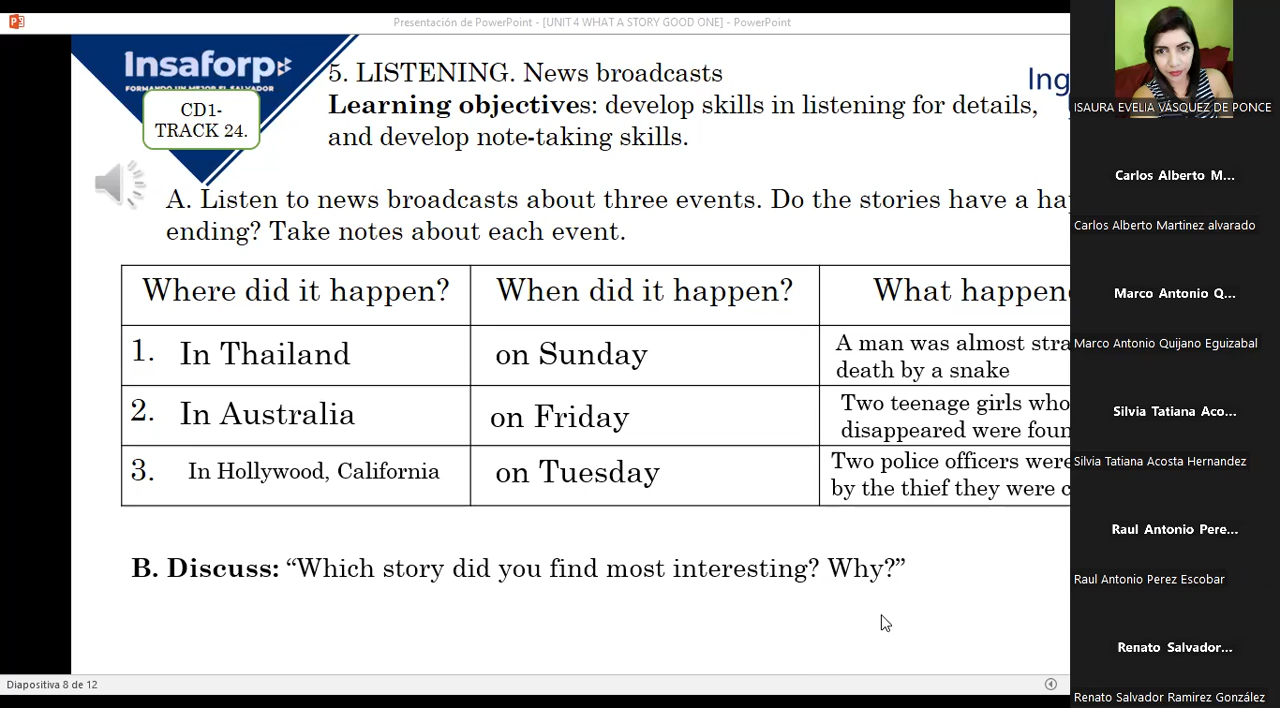 Presentación de PowerPoint - [UNIT 4 WHAT A STORY GOOD ONE] - PowerPoint
Insaforp
FORMANDO UN MEJOR EL SALVADOR
CD1-
TRACK 24.
5. LISTENING. News broadcasts
Ing
Learning objectives: develop skills in listening for details,
and develop note-taking skills.
A. Listen to news broadcasts about three events. Do the stories have a ha
ending? Take notes about each event.
Where did it happen?
When did it happen?
What happen
1. In Thailand
on Sunday
A man was almost stra
death by a snake
2. In Australia
on Friday
Two teenage girls who
disappeared were foun
3. In Hollywood, California
on Tuesday
Two police officers were
by the thief they were c
B. Discuss: “Which story did you find most interesting? Why?”
Diapositiva 8 de 12
ISAURA EVELIA VÁSQUEZ DE PONCE
Carlos Alberto M...
Carlos Alberto Martinez alvarado
Marco Antonio Q...
Marco Antonio Quijano Eguizabal
Silvia Tatiana Aco...
Silvia Tatiana Acosta Hernandez
Raul Antonio Pere...
Raul Antonio Perez Escobar
Renato Salvador...
Renato Salvador Ramirez González